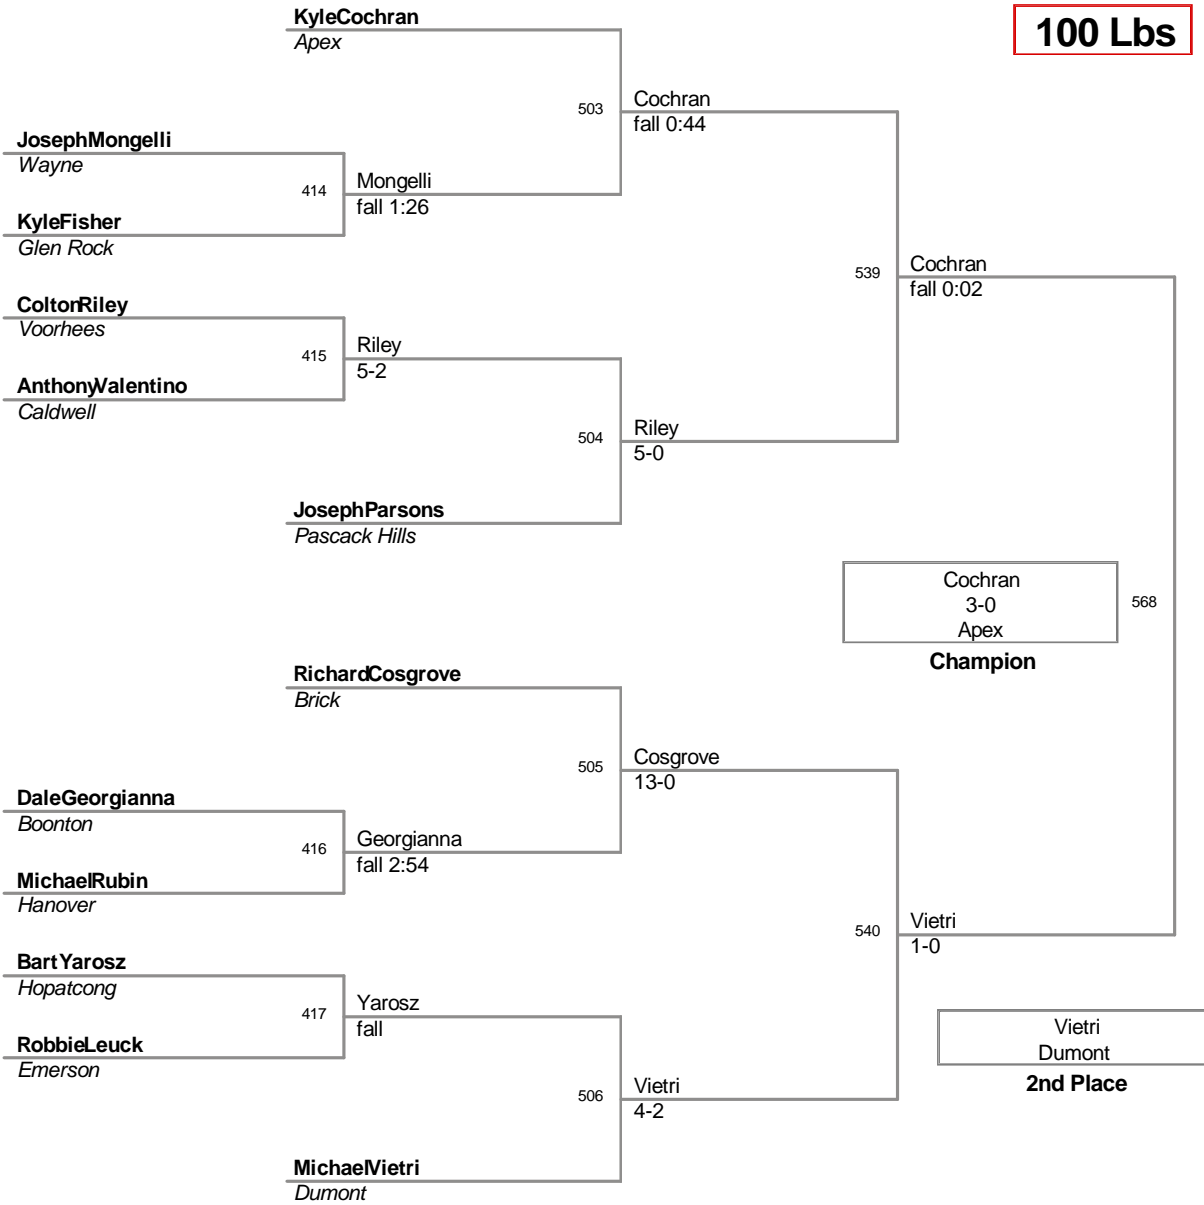 KyleCochran
Apex
100 Lbs
503
Cochran
fall 0:44
JosephMongelli
Wayne
414
Mongelli
fall 1:26
KyleFisher
Glen Rock
539
Cochran
fall 0:02
ColtonRiley
Voorhees
415
Riley
5-2
AnthonyValentino
Caldwell
504
Riley
5-0
JosephParsons
Pascack Hills
Cochran
3-0
Apex
568
Champion
RichardCosgrove
Brick
505
Cosgrove
13-0
DaleGeorgianna
Boonton
416
Georgianna
fall 2:54
MichaelRubin
Hanover
540
Vietri
1-0
BartYarosz
Hopatcong
417
Yarosz
fall
RobbieLeuck
Emerson
Vietri
Dumont
2nd Place
506
Vietri
4-2
MichaelVietri
Dumont